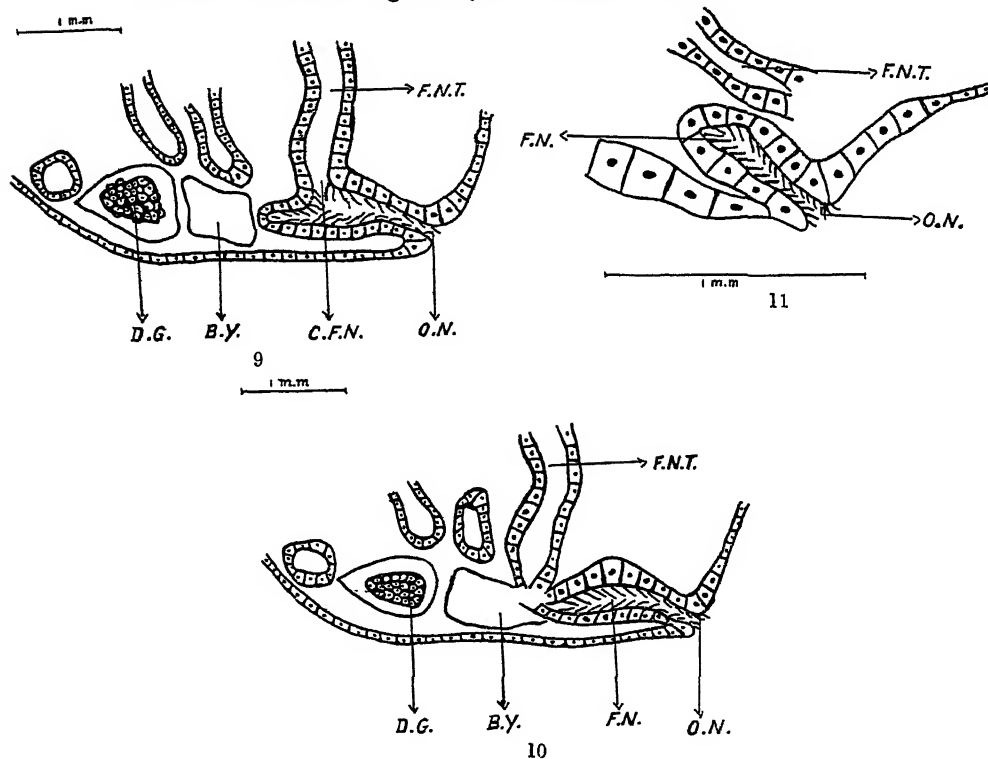 1 m.m
F.N.T.
D.G. B.Y. C.F.N. O.N.
9
F.N.T.
F.N.
O.N.
1 m.m
11
1 m.m
F.N.T.
D.G. B.Y. F.N. O.N.
10